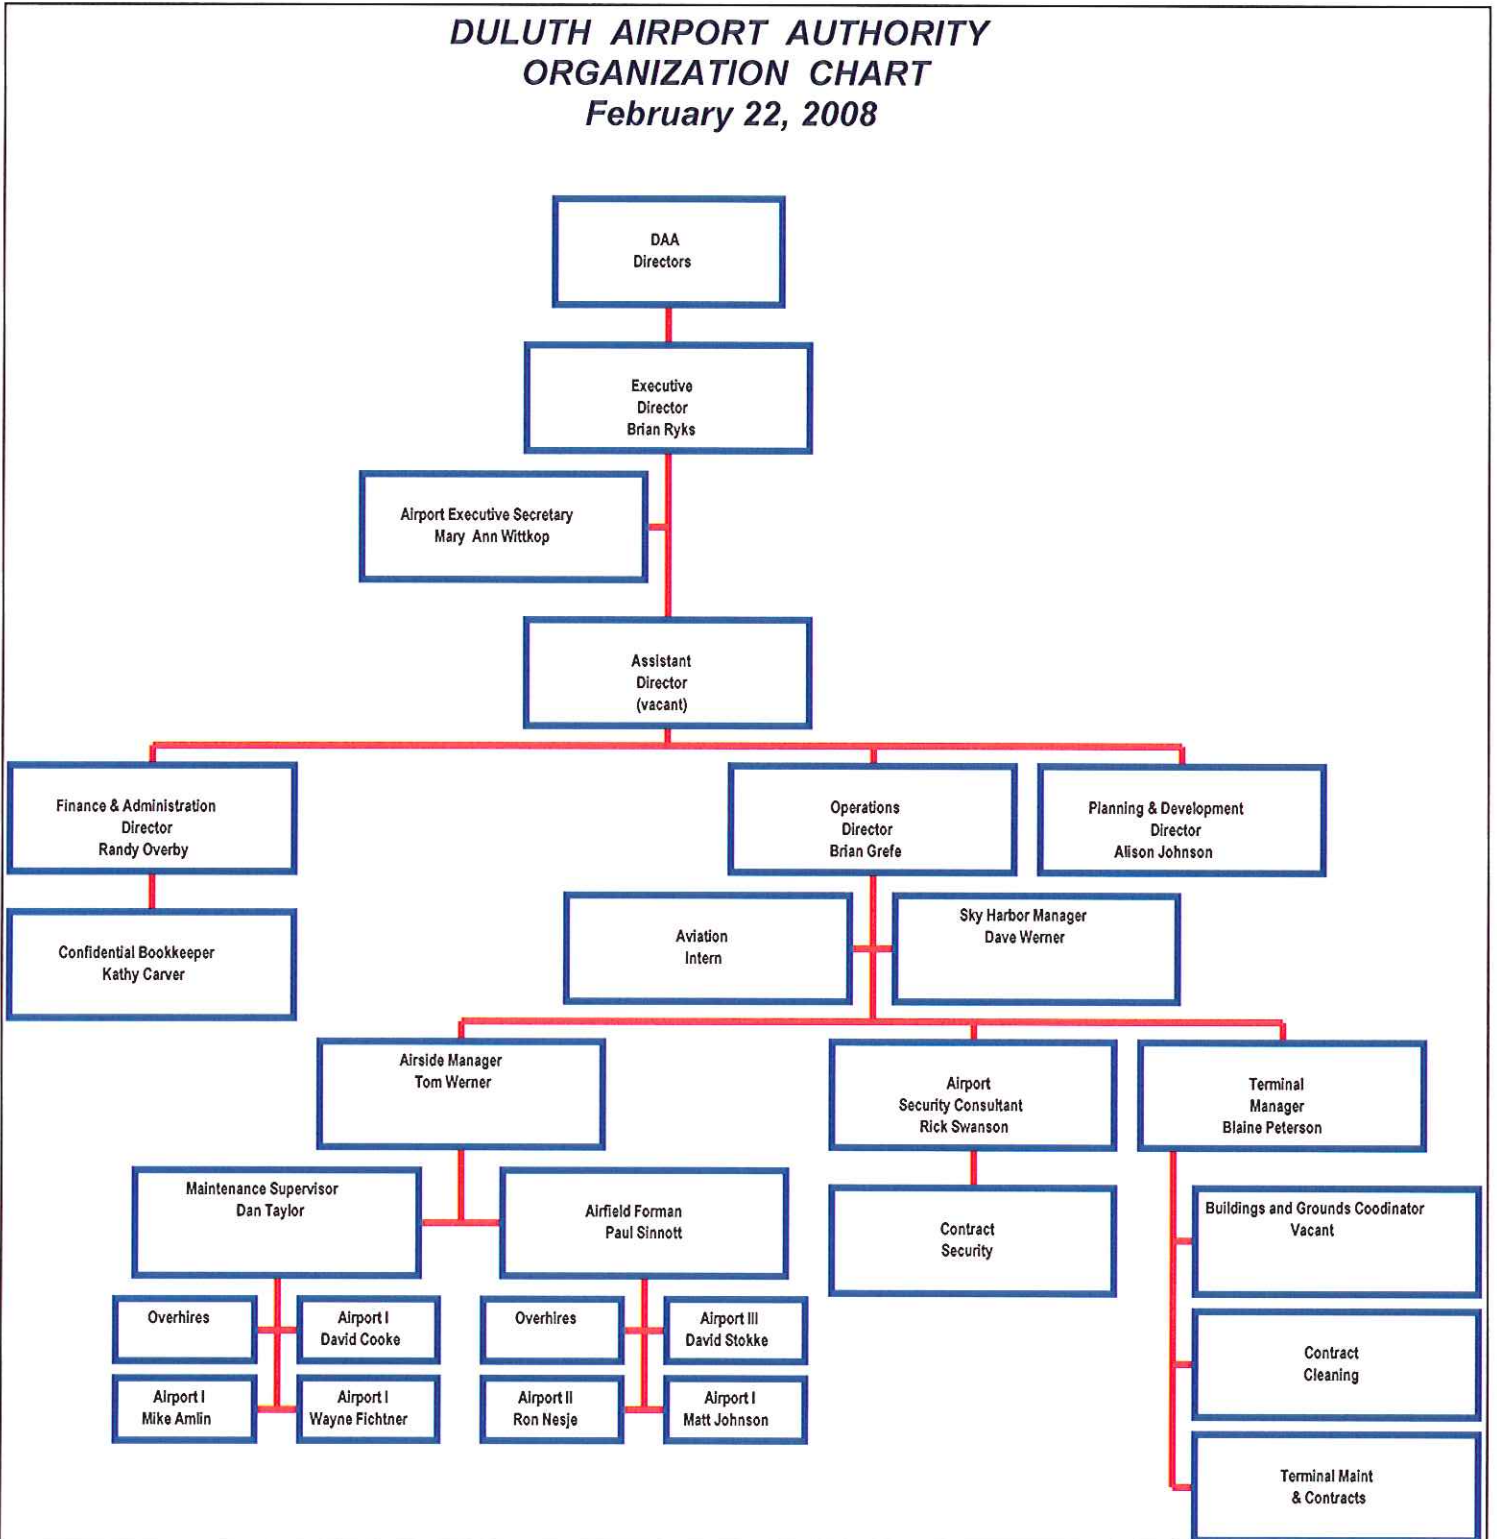 DULUTH AIRPORT AUTHORITY
ORGANIZATION CHART
February 22, 2008
DAA
Directors
Executive
Director
Brian Ryks
Airport Executive Secretary
Mary Ann Wittkop
Assistant
Director
(vacant)
Finance & Administration
Director
Randy Overby
Operations
Director
Brian Grefe
Planning & Development
Director
Alison Johnson
Confidential Bookkeeper
Kathy Carver
Aviation
Intern
Sky Harbor Manager
Dave Werner
Airside Manager
Tom Werner
Airport
Security Consultant
Rick Swanson
Terminal
Manager
Blaine Peterson
Maintenance Supervisor
Dan Taylor
Airfield Forman
Paul Sinnott
Contract
Security
Buildings and Grounds Coodinator
Vacant
Overhires
Airport I
David Cooke
Overhires
Airport III
David Stokke
Airport I
Mike Amlin
Airport I
Wayne Fichtner
Airport II
Ron Nesje
Airport I
Matt Johnson
Contract
Cleaning
Terminal Maint
& Contracts